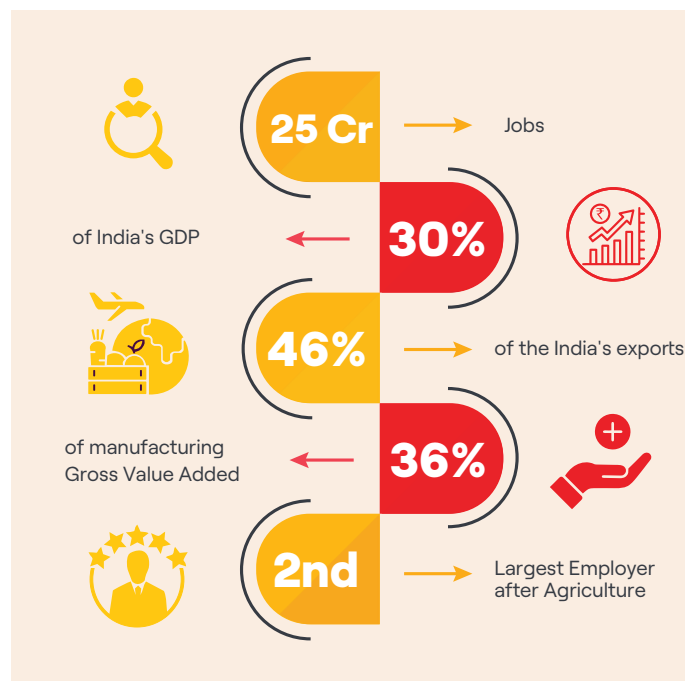 25 Cr
Jobs
of India's GDP
30%
₹
46%
of the India's exports
of manufacturing
Gross Value Added
36%
2nd
Largest Employer
after Agriculture